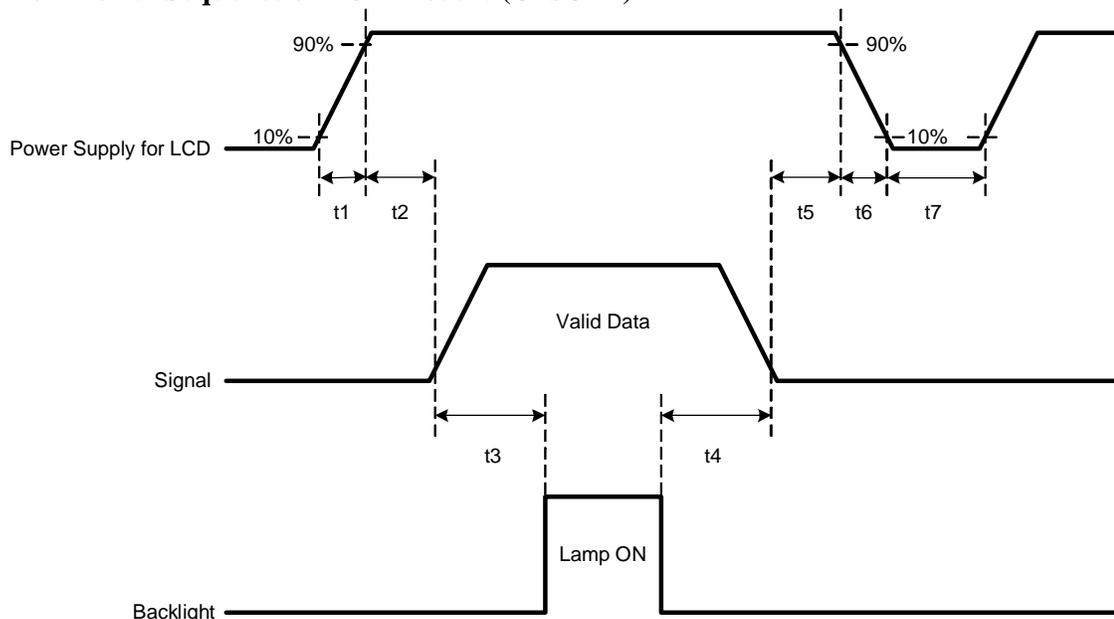 90%
90%
10%
10%
Power Supply for LCD
t1
t2
t5
t6
t7
Valid Data
Signal
t3
t4
Lamp ON
Backlight